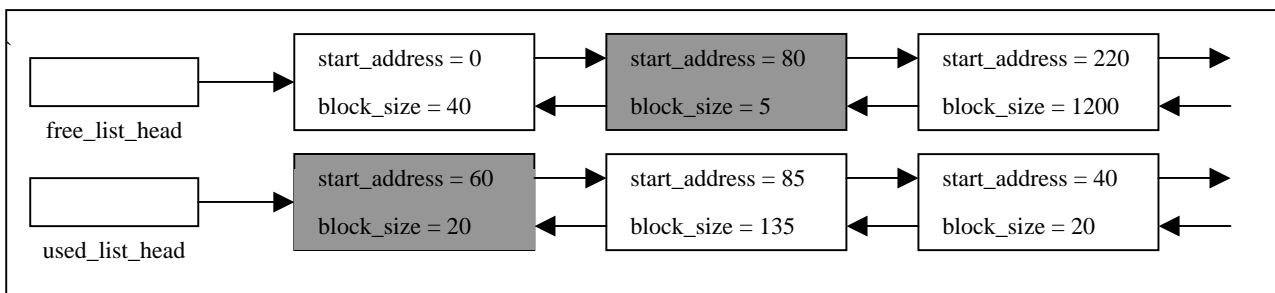 start_address = 0
block_size = 40
start_address = 80
block_size = 5
start_address = 220
block_size = 1200
free_list_head
start_address = 60
block_size = 20
start_address = 85
block_size = 135
start_address = 40
block_size = 20
used_list_head